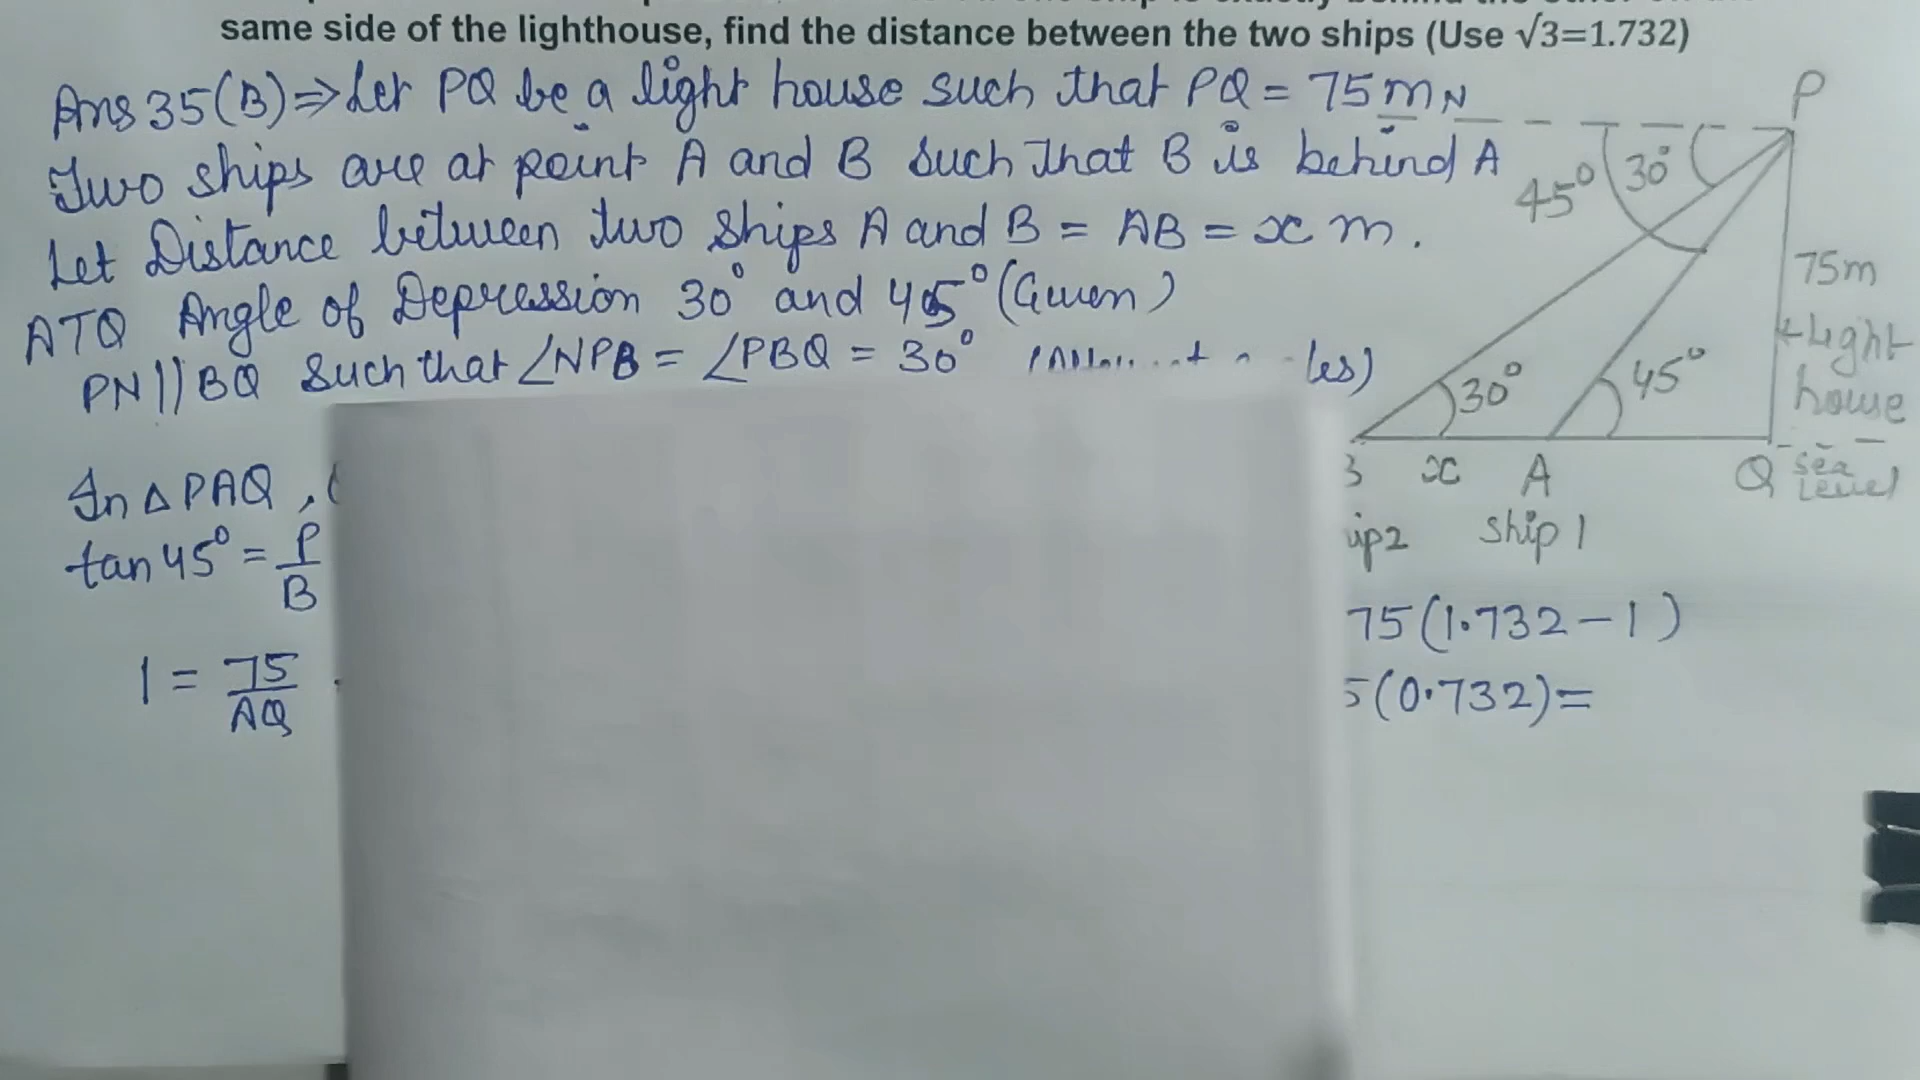 same side of the lighthouse, find the distance between the two ships (Use √3=1.732)
Ans 35(B)⇒ Let PQ be a light house such that PQ = 75m
Two ships are at point A and B such that B is behind A
Let Distance between two ships A and B = AB = x m.
ATQ Angle of Depression 30° and 45° (Given)
PN || BQ Such that ∠NPB = ∠PBQ = 30°
In △PAQ,
tan 45° = P/B
1 = 75/AQ
N
P
45°
30°
75m
Light
house
30°
45°
x
A
Q
sea
Level
ship 1
75(1.732-1)
(0.732)=